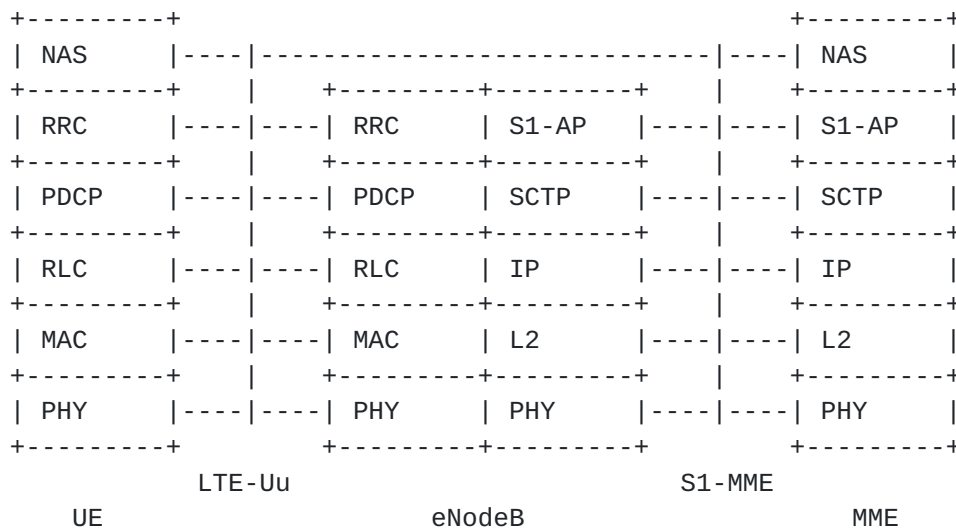 +---------+                                       +---------+
| NAS     |----|-----------------------------|----| NAS     |
+---------+    |    +---------+---------+    |    +---------+
| RRC     |----|----| RRC     | S1-AP   |----|----| S1-AP   |
+---------+    |    +---------+---------+    |    +---------+
| PDCP    |----|----| PDCP    | SCTP    |----|----| SCTP    |
+---------+    |    +---------+---------+    |    +---------+
| RLC     |----|----| RLC     | IP      |----|----| IP      |
+---------+    |    +---------+---------+    |    +---------+
| MAC     |----|----| MAC     | L2      |----|----| L2      |
+---------+    |    +---------+---------+    |    +---------+
| PHY     |----|----| PHY     | PHY     |----|----| PHY     |
+---------+         +---------+---------+         +---------+
            LTE-Uu                         S1-MME
    UE                     eNodeB                     MME